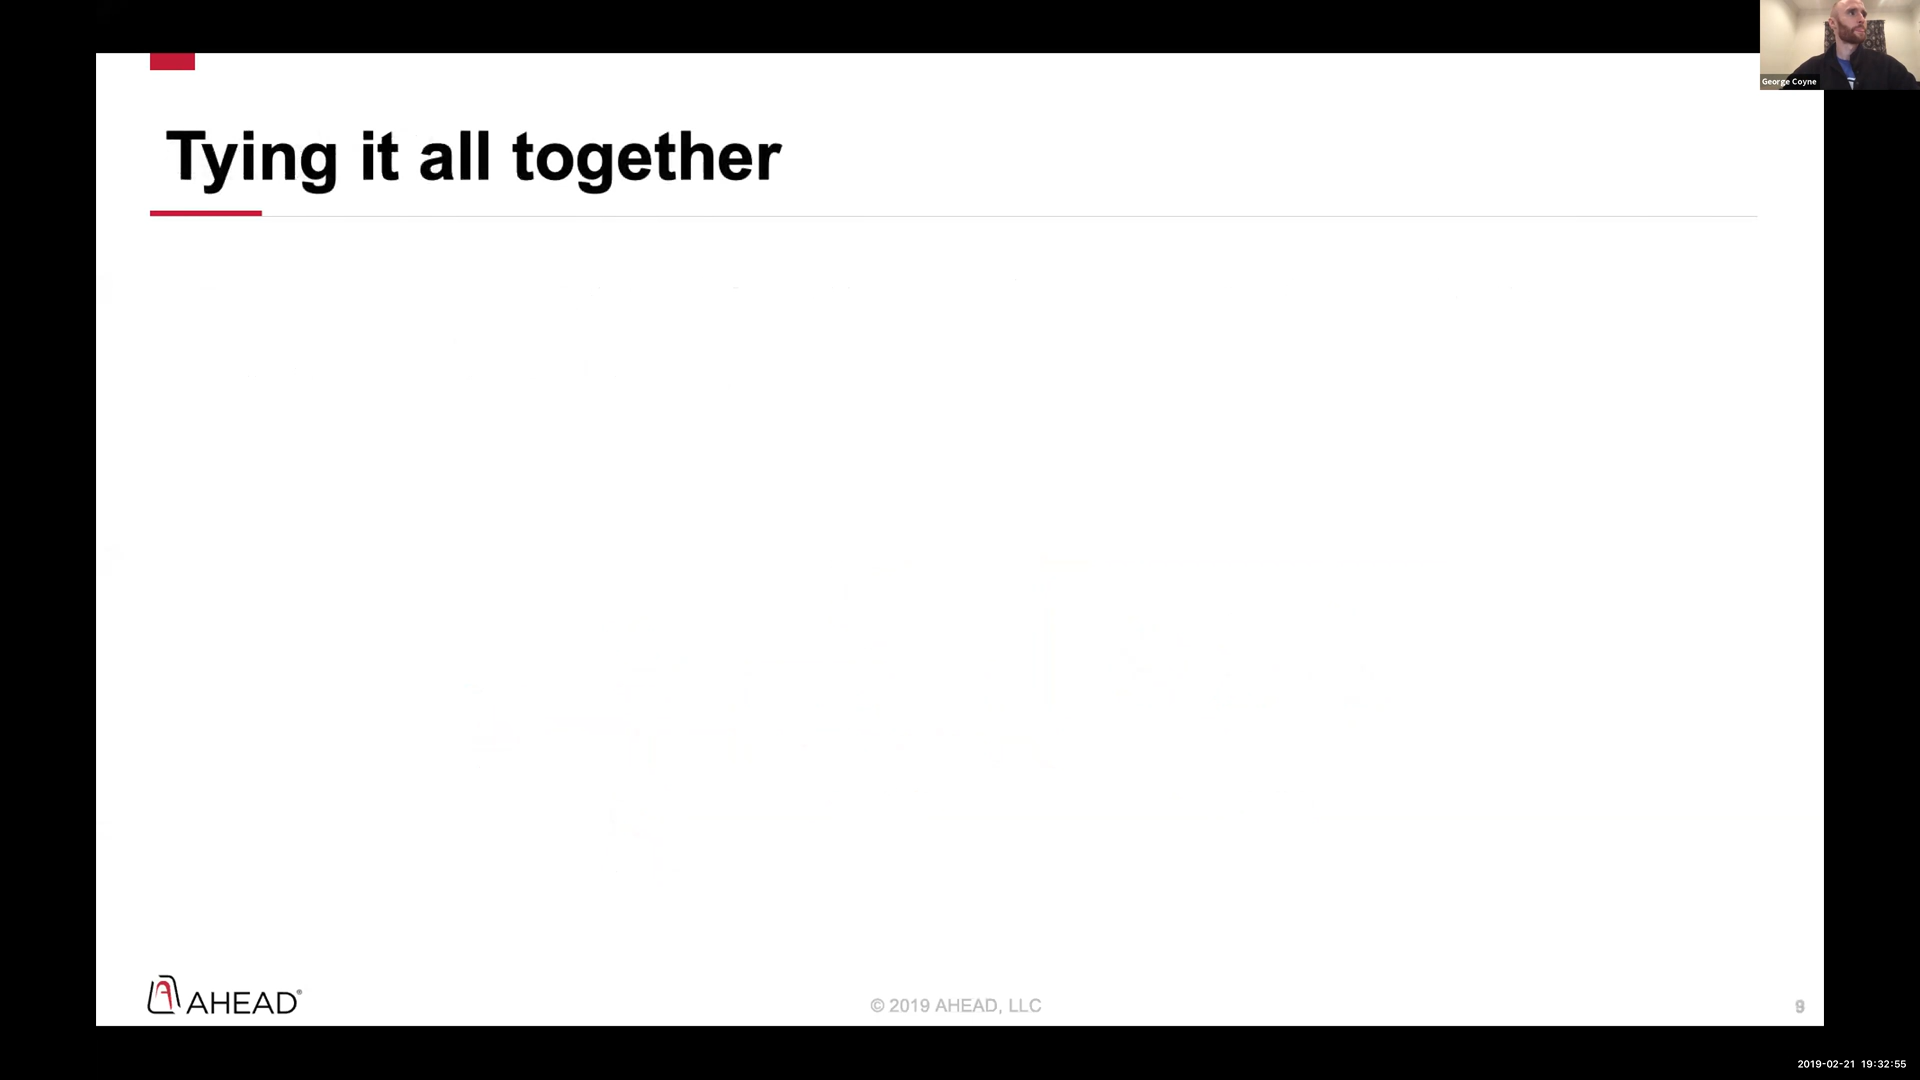 George Coyne
Tying it all together
AHEAD®
© 2019 AHEAD, LLC
9
2019-02-21 19:32:55